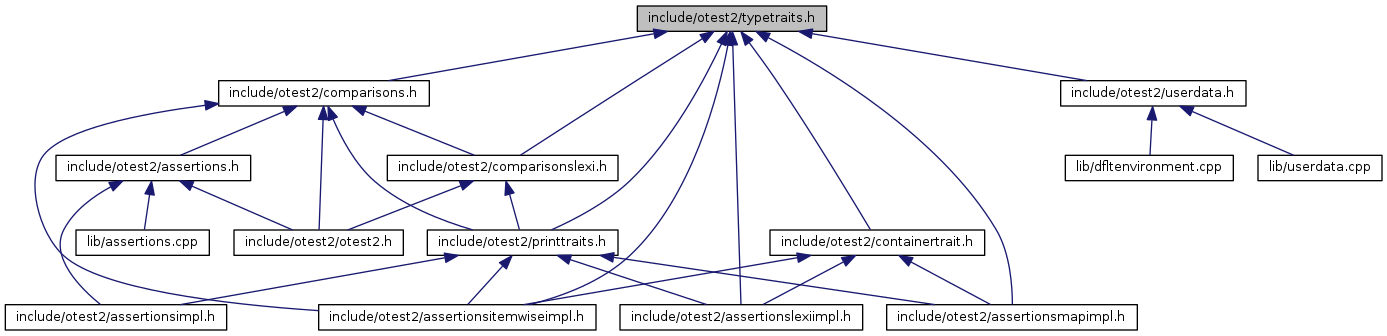 include/otest2/typetraits.h
include/otest2/comparisons.h
include/otest2/userdata.h
include/otest2/assertions.h
include/otest2/comparisonslexi.h
lib/dfltenvironment.cpp
lib/userdata.cpp
lib/assertions.cpp
include/otest2/otest2.h
include/otest2/printtraits.h
include/otest2/containertrait.h
include/otest2/assertionsimpl.h
include/otest2/assertionsitemwiseimpl.h
include/otest2/assertionslexiimpl.h
include/otest2/assertionsmapimpl.h